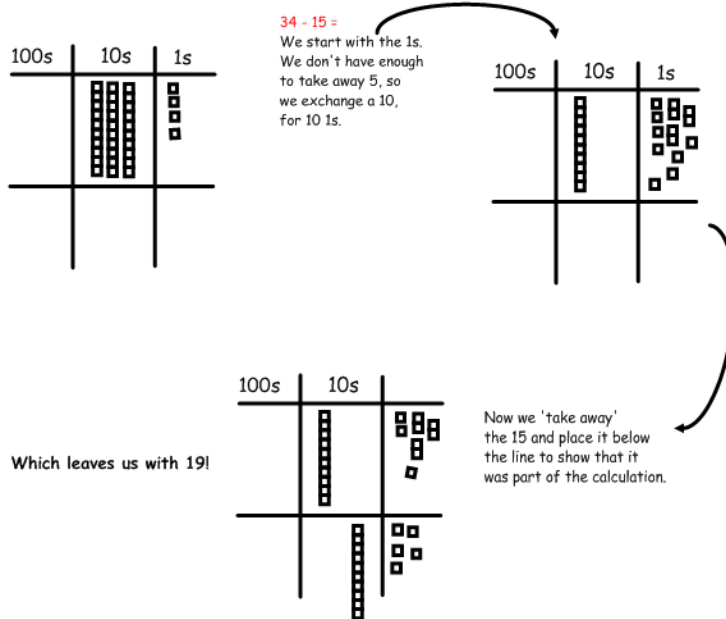 34 - 15 =
We start with the 1s.
We don't have enough
to take away 5, so
we exchange a 10,
for 10 1s.
100s 10s 1s
100s 10s 1s
100s 10s
Now we 'take away'
the 15 and place it below
the line to show that it
was part of the calculation.
Which leaves us with 19!